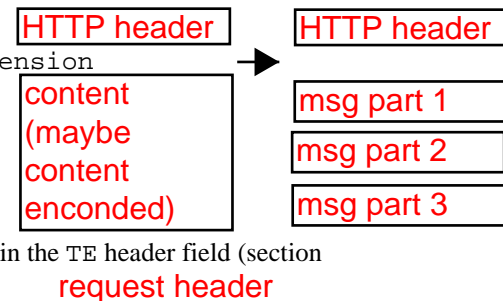 HTTP header
HTTP header
ension
content
(maybe
content
enconded)
msg part 1
msg part 2
msg part 3
in the TE header field (section
request header